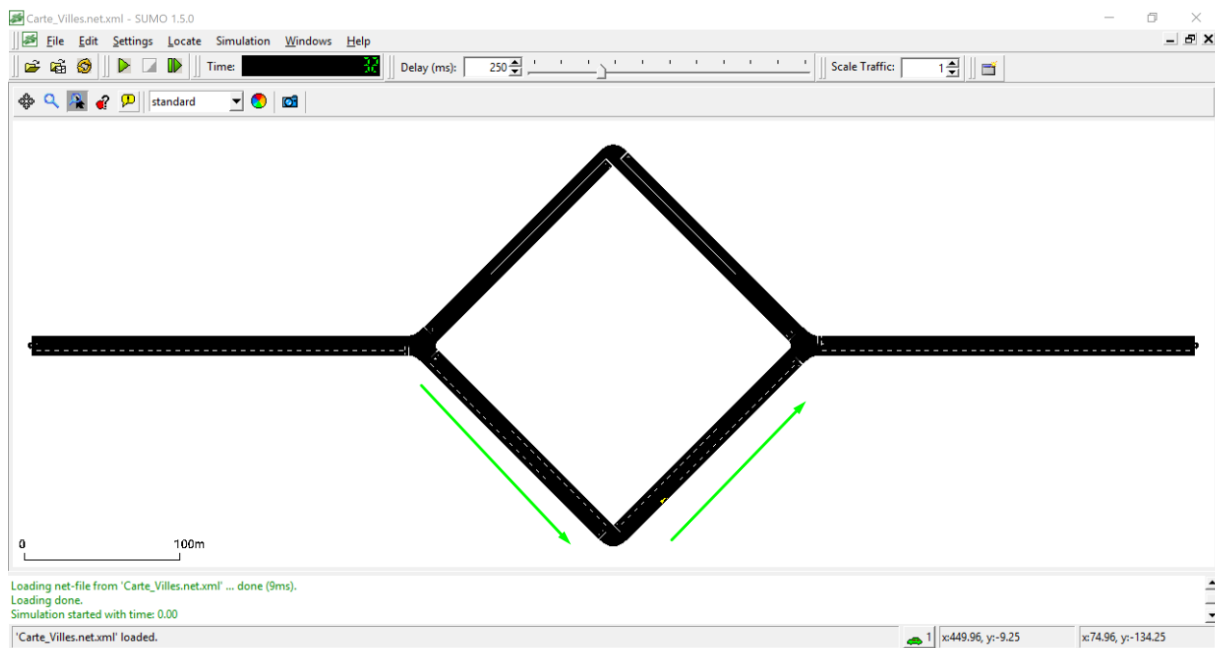 Carte_Villes.net.xml - SUMO 1.5.0
File Edit Settings Locate Simulation Windows Help
Time: 32 Delay (ms): 250 Scale Traffic: 1
standard
0 100m
Loading net-file from 'Carte_Villes.net.xml' ... done (9ms).
Loading done.
Simulation started with time: 0.00
'Carte_Villes.net.xml' loaded. 1 x:449.96, y:-9.25 x:74.96, y:-134.25